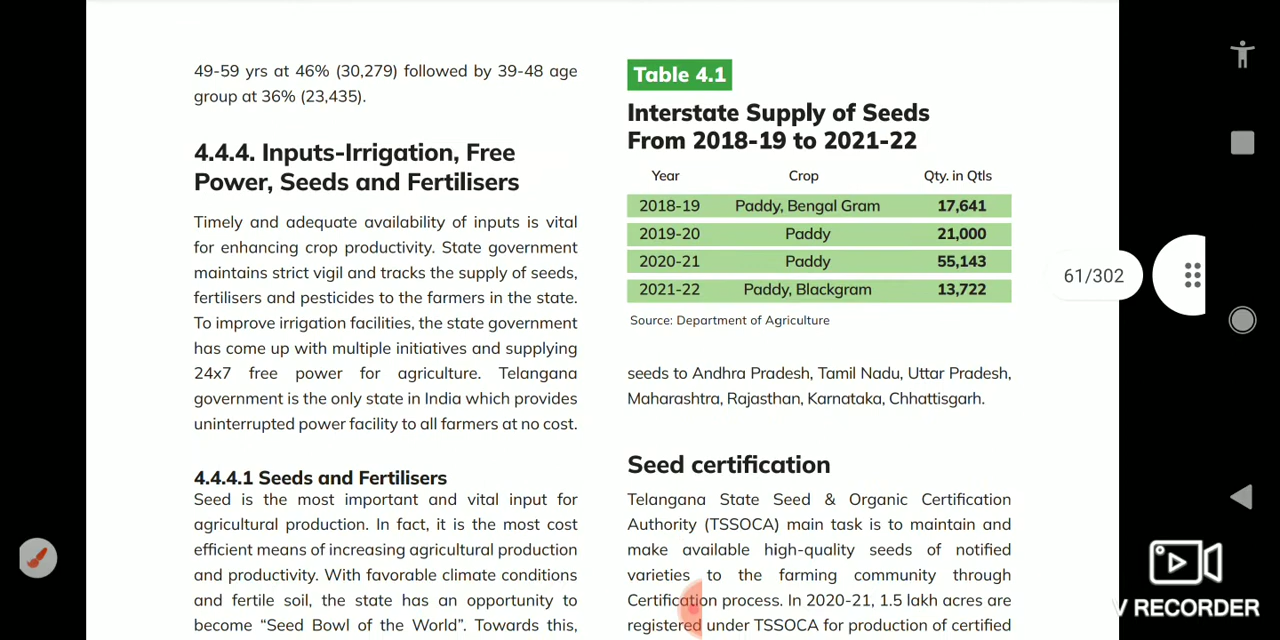 49-59 yrs at 46% (30,279) followed by 39-48 age
group at 36% (23,435).
4.4.4. Inputs-Irrigation, Free
Power, Seeds and Fertilisers
Timely and adequate availability of inputs is vital
for enhancing crop productivity. State government
maintains strict vigil and tracks the supply of seeds,
fertilisers and pesticides to the farmers in the state.
To improve irrigation facilities, the state government
has come up with multiple initiatives and supplying
24x7 free power for agriculture. Telangana
government is the only state in India which provides
uninterrupted power facility to all farmers at no cost.
4.4.4.1 Seeds and Fertilisers
Seed is the most important and vital input for
agricultural production. In fact, it is the most cost
efficient means of increasing agricultural production
and productivity. With favorable climate conditions
and fertile soil, the state has an opportunity to
become “Seed Bowl of the World”. Towards this,
Table 4.1
Interstate Supply of Seeds
From 2018-19 to 2021-22
Year Crop Qty. in Qtls
2018-19 Paddy, Bengal Gram 17,641
2019-20 Paddy 21,000
2020-21 Paddy 55,143
2021-22 Paddy, Blackgram 13,722
Source: Department of Agriculture
seeds to Andhra Pradesh, Tamil Nadu, Uttar Pradesh,
Maharashtra, Rajasthan, Karnataka, Chhattisgarh.
Seed certification
Telangana State Seed & Organic Certification
Authority (TSSOCA) main task is to maintain and
make available high-quality seeds of notified
varieties to the farming community through
Certification process. In 2020-21, 1.5 lakh acres are
registered under TSSOCA for production of certified
61/302
V RECORDER